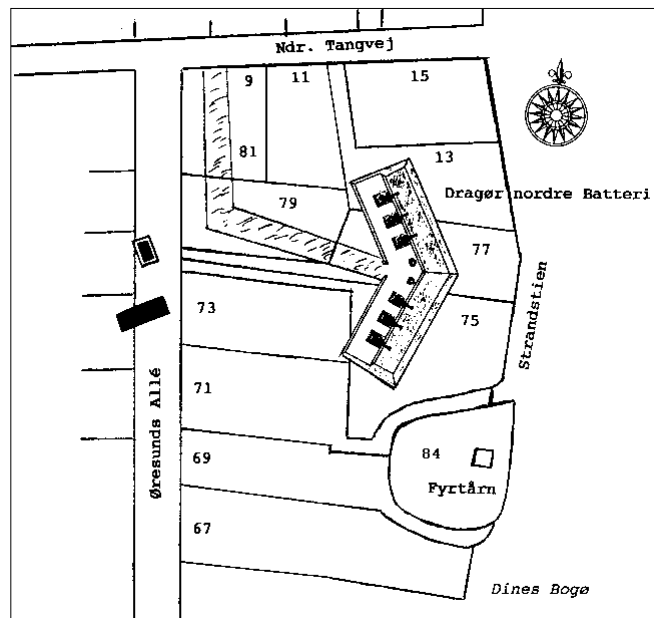 Ndr. Tangvej
9
11
15
81
13
79
Dragør nordre Batteri
77
73
75
Strandstien
71
Øresunds Allé
69
84
Fyrtårn
67
Dines Bogø